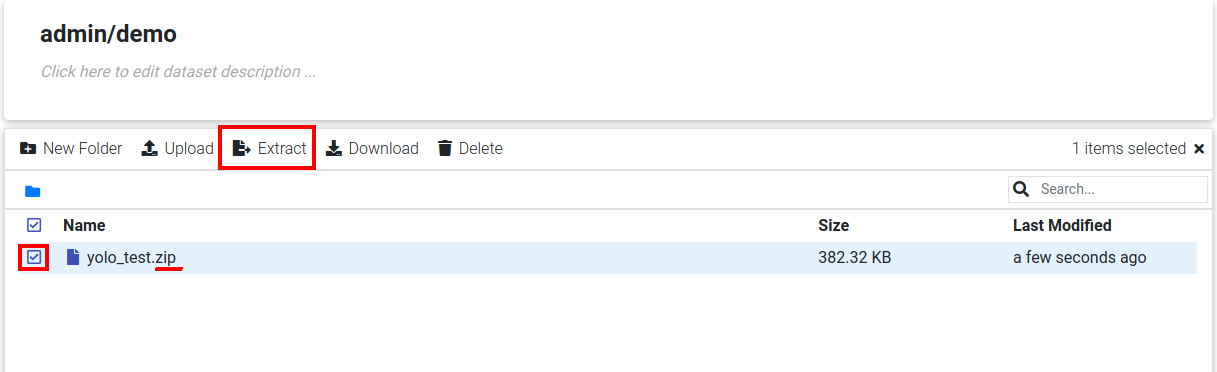 admin/demo
Click here to edit dataset description ...
New Folder Upload Extract Download Delete 1 items selected ×
Search...
Name Size Last Modified
yolo_test.zip 382.32 KB a few seconds ago